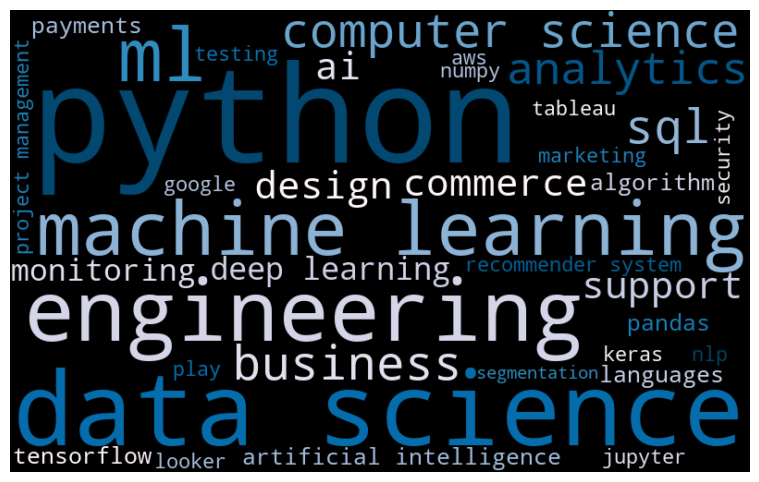 payments
computer science
ml
testing
ai
aws
numpy
analytics
project management
python
tableau
sql
security
marketing
google
design
commerce
algorithm
machine learning
monitoring
deep learning
recommender system
support
engineering
pandas
business
keras
nlp
play
segmentation
languages
data science
tensorflow
looker
artificial intelligence
jupyter